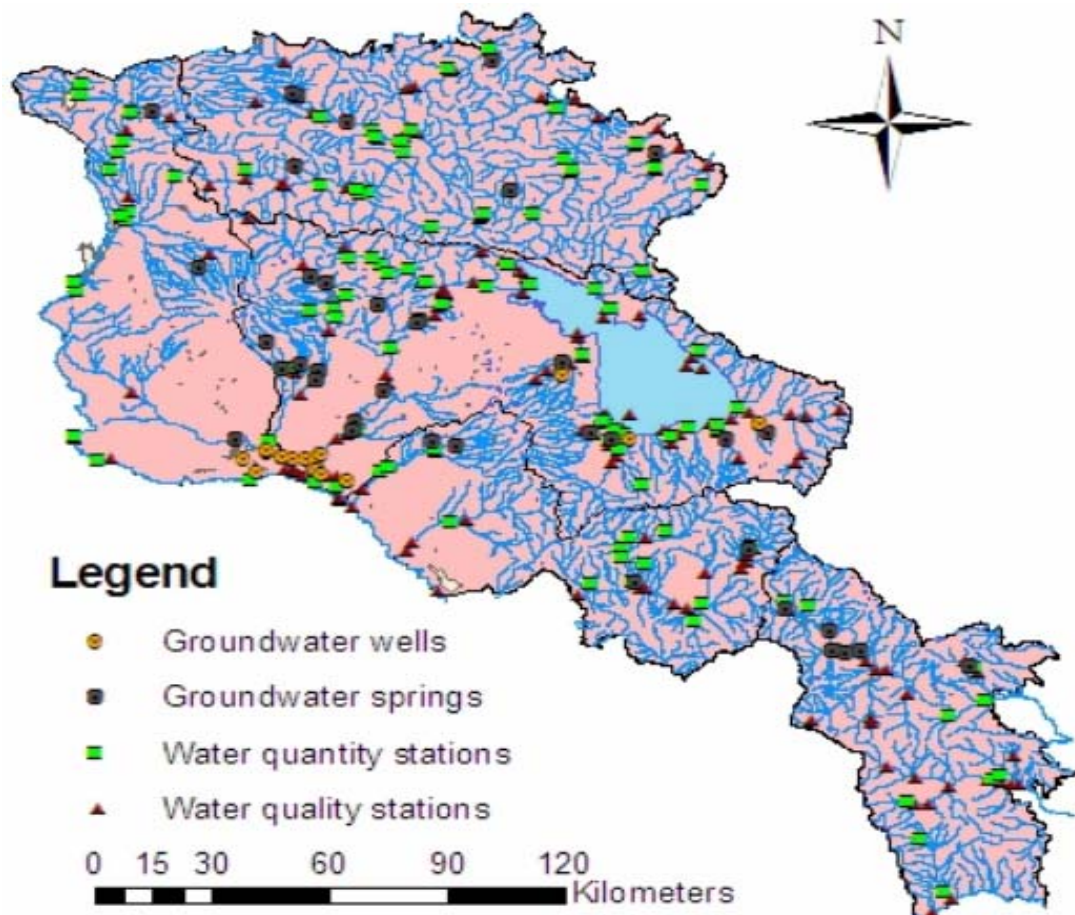 N
Legend
Groundwater wells
Groundwater springs
Water quantity stations
Water quality stations
0 15 30 60 90 120
Kilometers